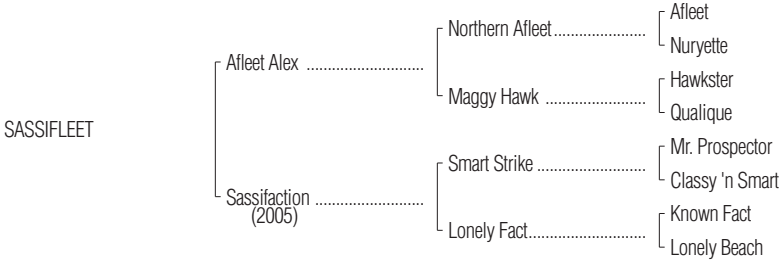 Afleet
Northern Afleet
Nuryette
Afleet Alex
Hawkster
Maggy Hawk
Qualique
SASSIFLEET
Mr. Prospector
Smart Strike
Classy 'n Smart
Sassifaction
(2005)
Known Fact
Lonely Fact
Lonely Beach